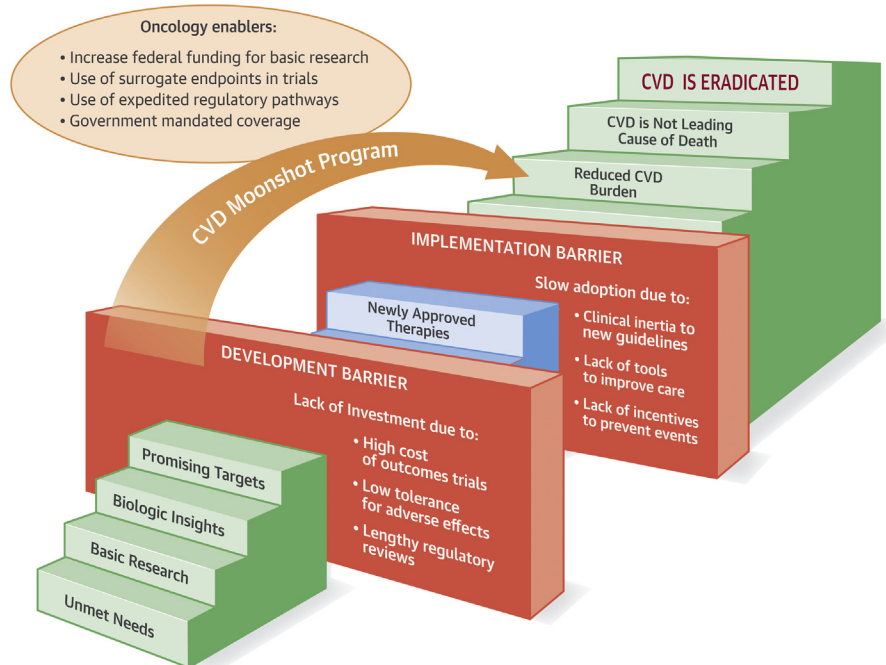 Oncology enablers:
• Increase federal funding for basic research
• Use of surrogate endpoints in trials
• Use of expedited regulatory pathways
• Government mandated coverage
CVD Moonshot Program
CVD IS ERADICATED
CVD is Not Leading
Cause of Death
Reduced CVD
Burden
IMPLEMENTATION BARRIER
Slow adoption due to:
• Clinical inertia to
new guidelines
• Lack of tools
to improve care
• Lack of incentives
to prevent events
Newly Approved
Therapies
DEVELOPMENT BARRIER
Lack of Investment due to:
• High cost
of outcomes trials
• Low tolerance
for adverse effects
• Lengthy regulatory
reviews
Promising Targets
Biologic Insights
Basic Research
Unmet Needs